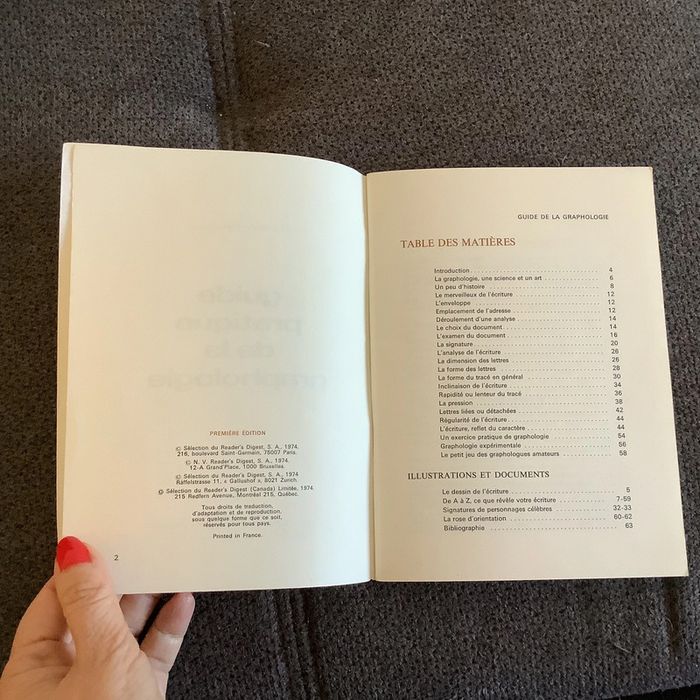 PREMIÈRE ÉDITION
© Sélection du Reader's Digest, S. A., 1974.
216, boulevard Saint-Germain, 75007 Paris.
© N. V. Reader's Digest, S. A., 1974.
12-A Grand'Place, 1000 Bruxelles.
© Sélection du Reader's Digest, S. A., 1974
Räffelstrasse 11, « Gallushof », 8021 Zurich.
© Sélection du Reader's Digest (Canada) Limitée, 1974.
215 Redfern Avenue, Montréal 215, Québec.
Tous droits de traduction,
d'adaptation et de reproduction,
sous quelque forme que ce soit,
réservés pour tous pays.
Printed in France.
2
GUIDE DE LA GRAPHOLOGIE
TABLE DES MATIÈRES
Introduction 4
La graphologie, une science et un art 6
Un peu d'histoire 8
Le merveilleux de l'écriture 12
L'enveloppe 12
Emplacement de l'adresse 12
Déroulement d'une analyse 14
Le choix du document 14
L'examen du document 16
La signature 20
L'analyse de l'écriture 26
La dimension des lettres 26
La forme des lettres 28
La forme du tracé en général 30
Inclinaison de l'écriture 34
Rapidité ou lenteur du tracé 36
La pression 38
Lettres liées ou détachées 42
Régularité de l'écriture 44
L'écriture, reflet du caractère 44
Un exercice pratique de graphologie 54
Graphologie expérimentale 56
Le petit jeu des graphologues amateurs 58
ILLUSTRATIONS ET DOCUMENTS
Le dessin de l'écriture 5
De A à Z, ce que révèle votre écriture 7-59
Signatures de personnages célèbres 32-33
La rose d'orientation 60-62
Bibliographie 63